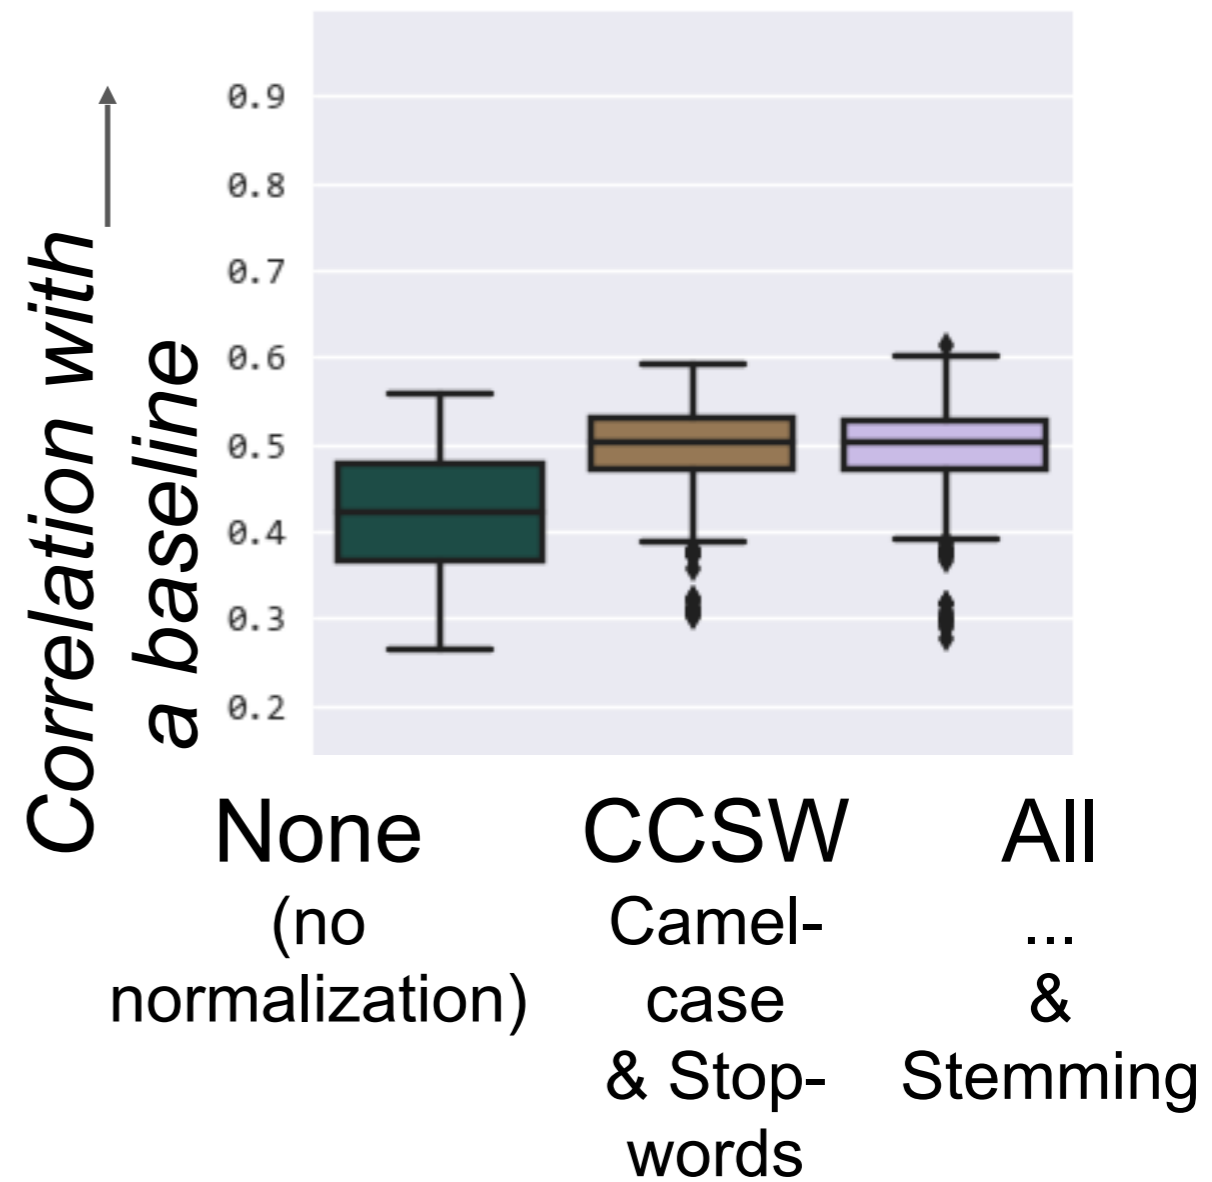 Correlation with
a baseline
0.9
0.8
0.7
0.6
0.5
0.4
0.3
0.2
None
(no
normalization)
CCSW
Camel-
case
& Stop-
words
All
...
&
Stemming